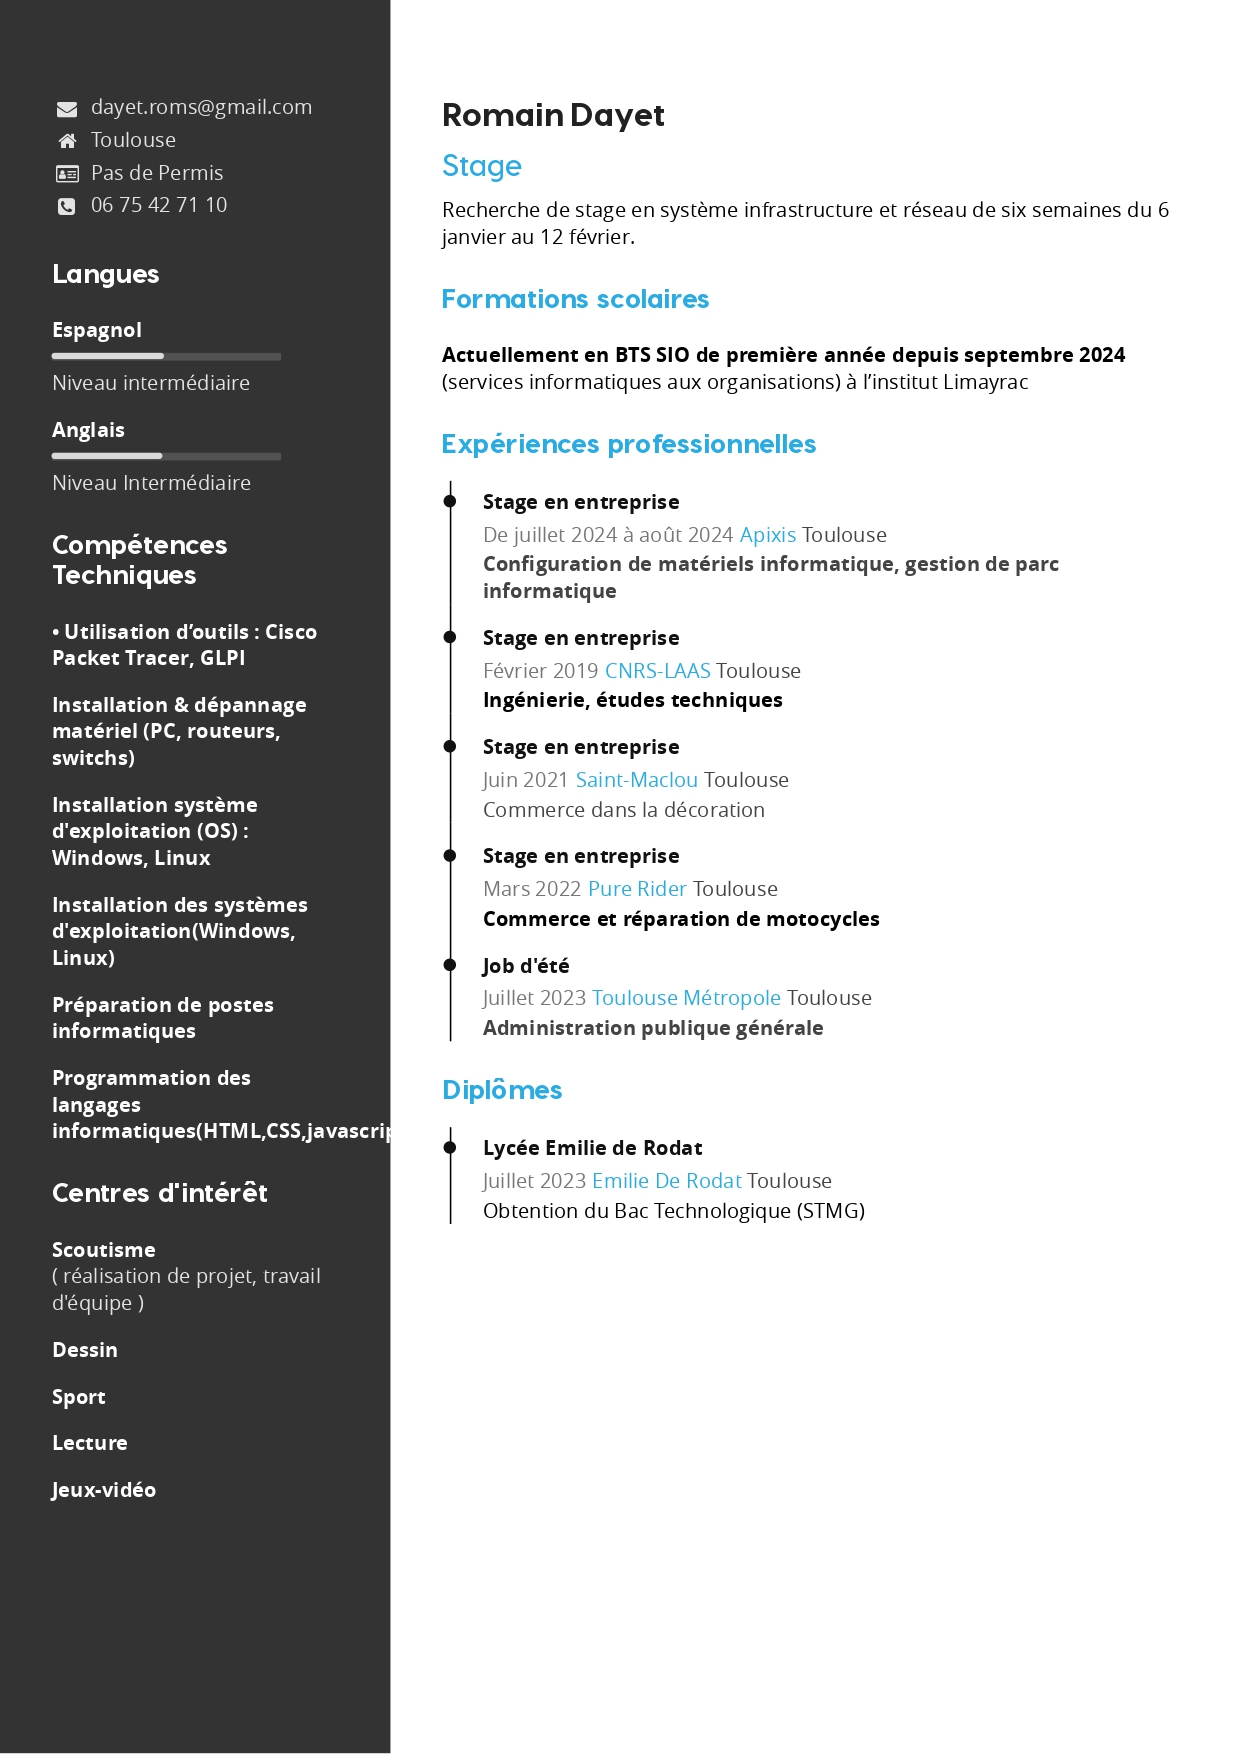 dayet.roms@gmail.com
Toulouse
Pas de Permis
06 75 42 71 10
Langues
Espagnol
Niveau intermédiaire
Anglais
Niveau Intermédiaire
Compétences
Techniques
• Utilisation d’outils : Cisco
Packet Tracer, GLPI
Installation & dépannage
matériel (PC, routeurs,
switchs)
Installation système
d'exploitation (OS) :
Windows, Linux
Installation des systèmes
d'exploitation(Windows,
Linux)
Préparation de postes
informatiques
Programmation des
langages
informatiques(HTML,CSS,javascrip
Centres d'intérêt
Scoutisme
( réalisation de projet, travail
d'équipe )
Dessin
Sport
Lecture
Jeux-vidéo
Romain Dayet
Stage
Recherche de stage en système infrastructure et réseau de six semaines du 6
janvier au 12 février.
Formations scolaires
Actuellement en BTS SIO de première année depuis septembre 2024
(services informatiques aux organisations) à l’institut Limayrac
Expériences professionnelles
Stage en entreprise
De juillet 2024 à août 2024 Apixis Toulouse
Configuration de matériels informatique, gestion de parc
informatique
Stage en entreprise
Février 2019 CNRS-LAAS Toulouse
Ingénierie, études techniques
Stage en entreprise
Juin 2021 Saint-Maclou Toulouse
Commerce dans la décoration
Stage en entreprise
Mars 2022 Pure Rider Toulouse
Commerce et réparation de motocycles
Job d'été
Juillet 2023 Toulouse Métropole Toulouse
Administration publique générale
Diplômes
Lycée Emilie de Rodat
Juillet 2023 Emilie De Rodat Toulouse
Obtention du Bac Technologique (STMG)